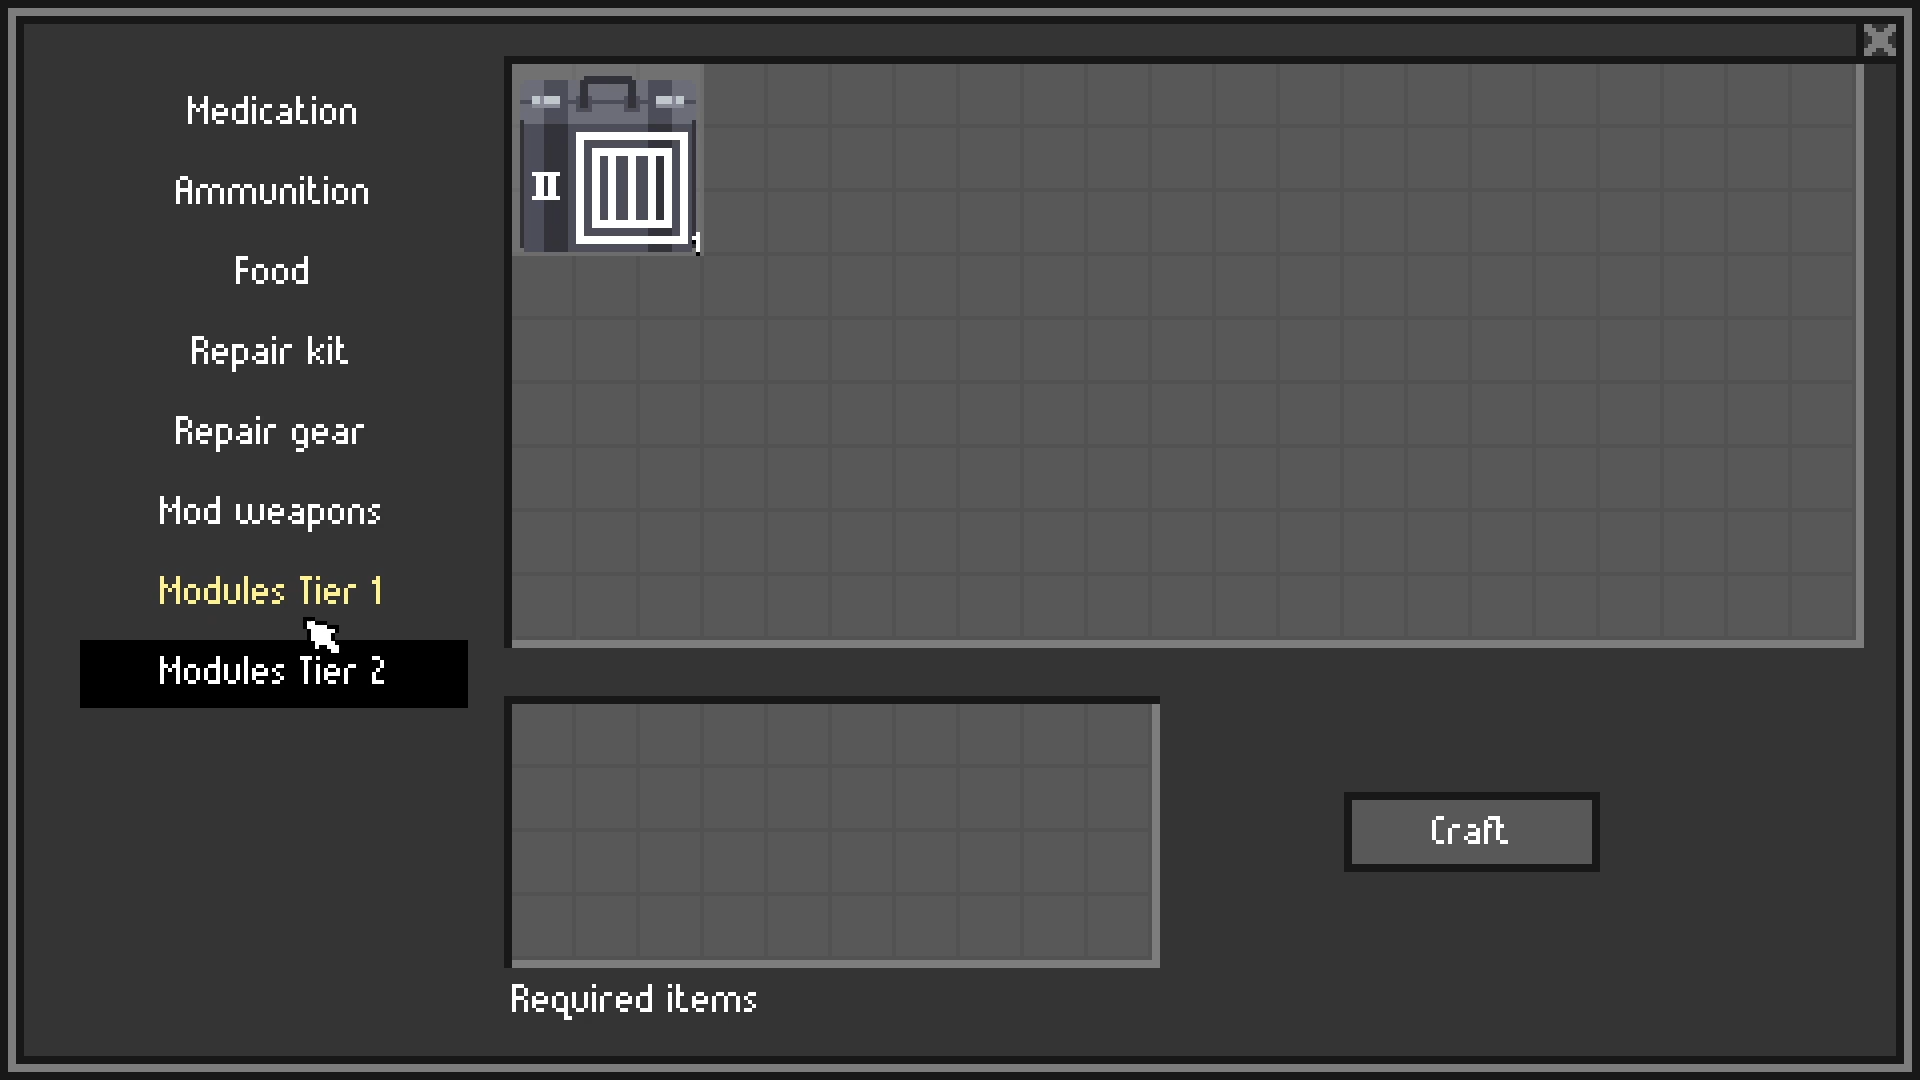 Medication
Ammunition
Food
Repair kit
Repair gear
Mod weapons
Modules Tier 1
Modules Tier 2
II
1
Craft
Required items